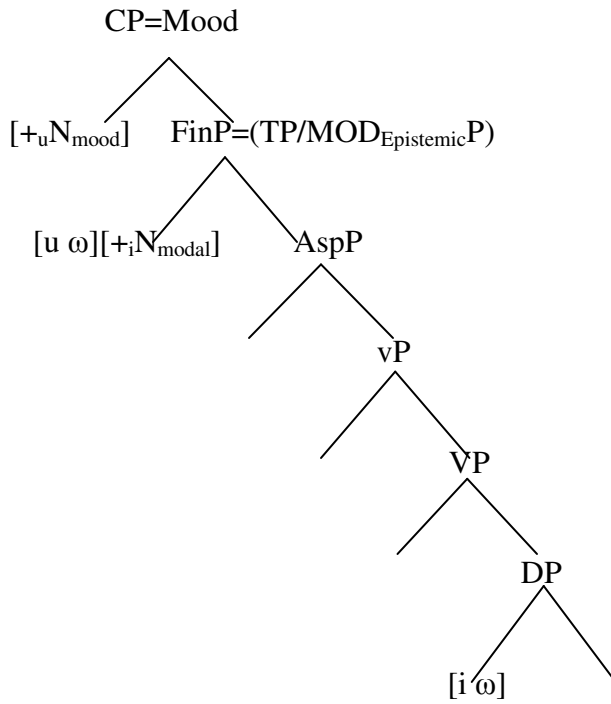 CP=Mood
[+uNmood] FinP=(TP/MODEpistemicP)
[u ω][+iNmodal] AspP
vP
VP
DP
[i ω]